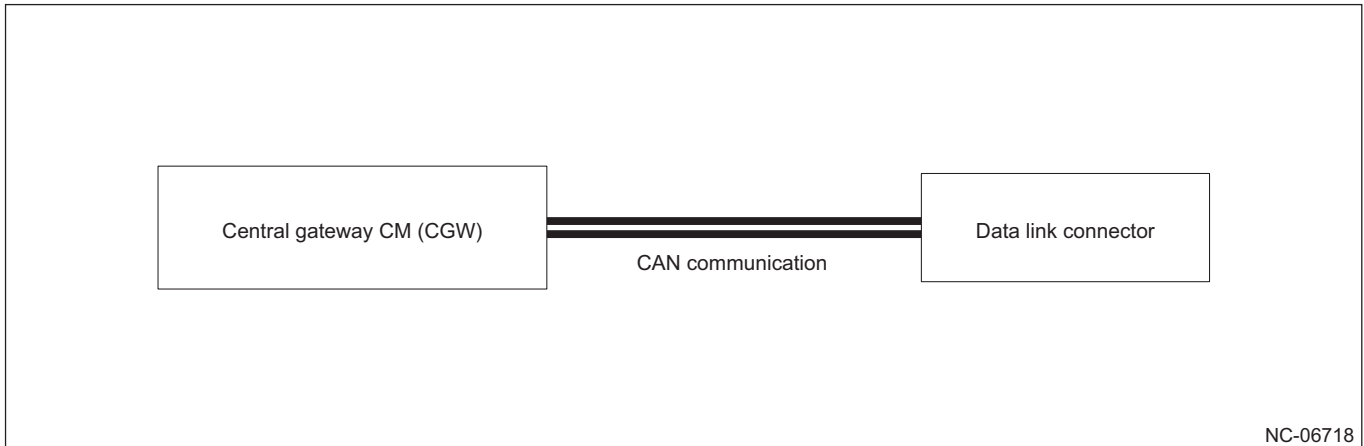 Central gateway CM (CGW)
CAN communication
Data link connector
NC-06718